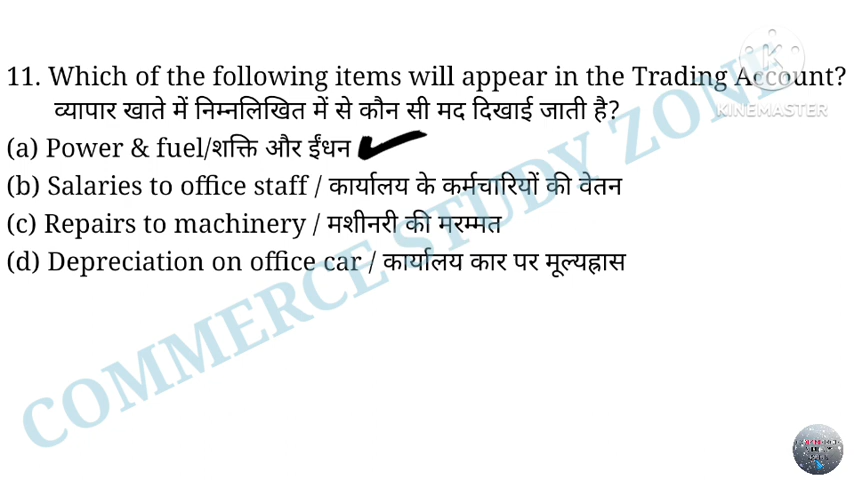 11. Which of the following items will appear in the Trading Account?
व्यापार खाते में निम्नलिखित में से कौन सी मद दिखाई जाती है?
(a) Power & fuel/शक्ति और ईंधन
(b) Salaries to office staff / कार्यालय के कर्मचारियों की वेतन
(c) Repairs to machinery / मशीनरी की मरम्मत
(d) Depreciation on office car / कार्यालय कार पर मूल्यह्रास
COMMERCE STUDY ZONE
K
KINEMASTER